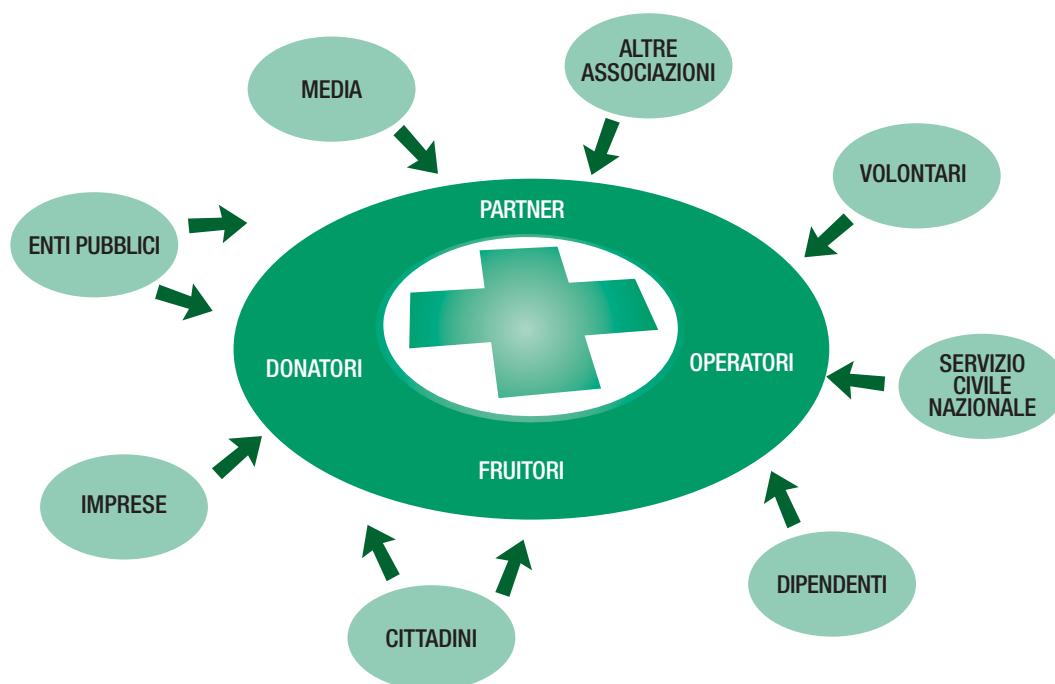 ALTRE
ASSOCIAZIONI
MEDIA
VOLONTARI
PARTNER
ENTI PUBBLICI
DONATORI
OPERATORI
SERVIZIO
CIVILE
NAZIONALE
FRUITORI
IMPRESE
DIPENDENTI
CITTADINI